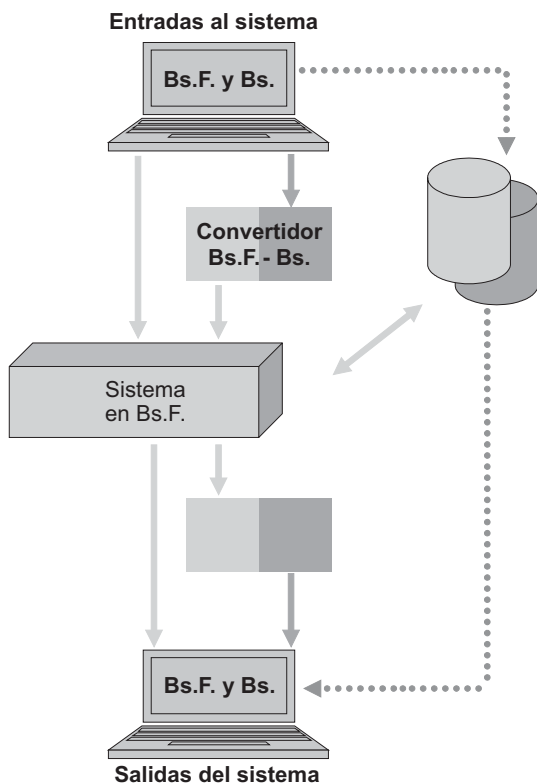 Entradas al sistema
Bs.F. y Bs.
Convertidor
Bs.F.- Bs.
Sistema
en Bs.F.
Bs.F. y Bs.
Salidas del sistema